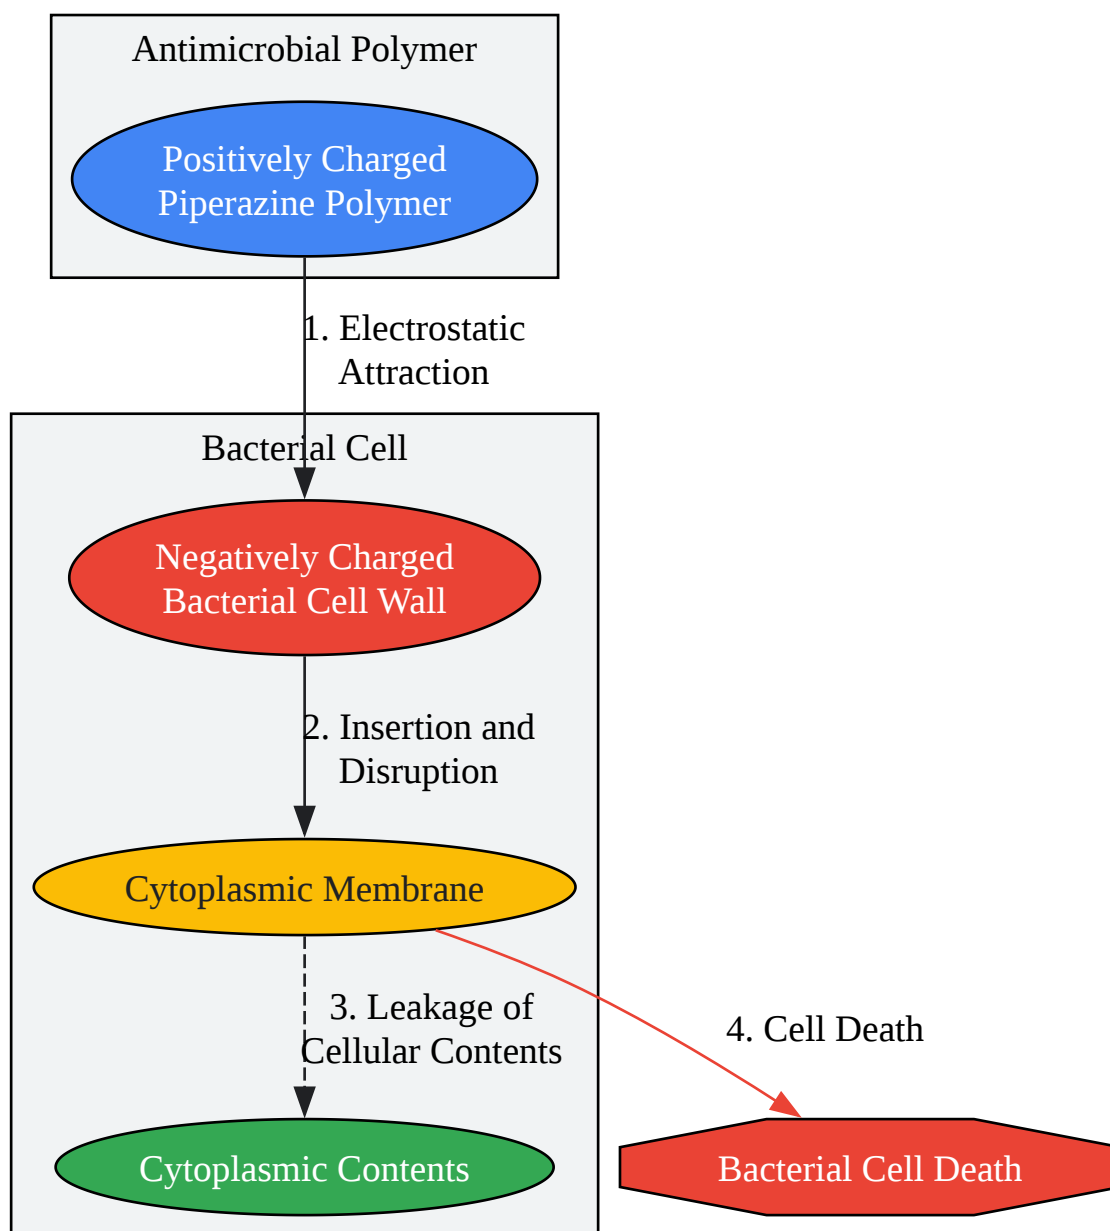 Antimicrobial Polymer
Positively Charged
Piperazine Polymer
1. Electrostatic
Attraction
Bacterial Cell
Negatively Charged
Bacterial Cell Wall
2. Insertion and
Disruption
Cytoplasmic Membrane
3. Leakage of
Cellular Contents
4. Cell Death
Cytoplasmic Contents
Bacterial Cell Death